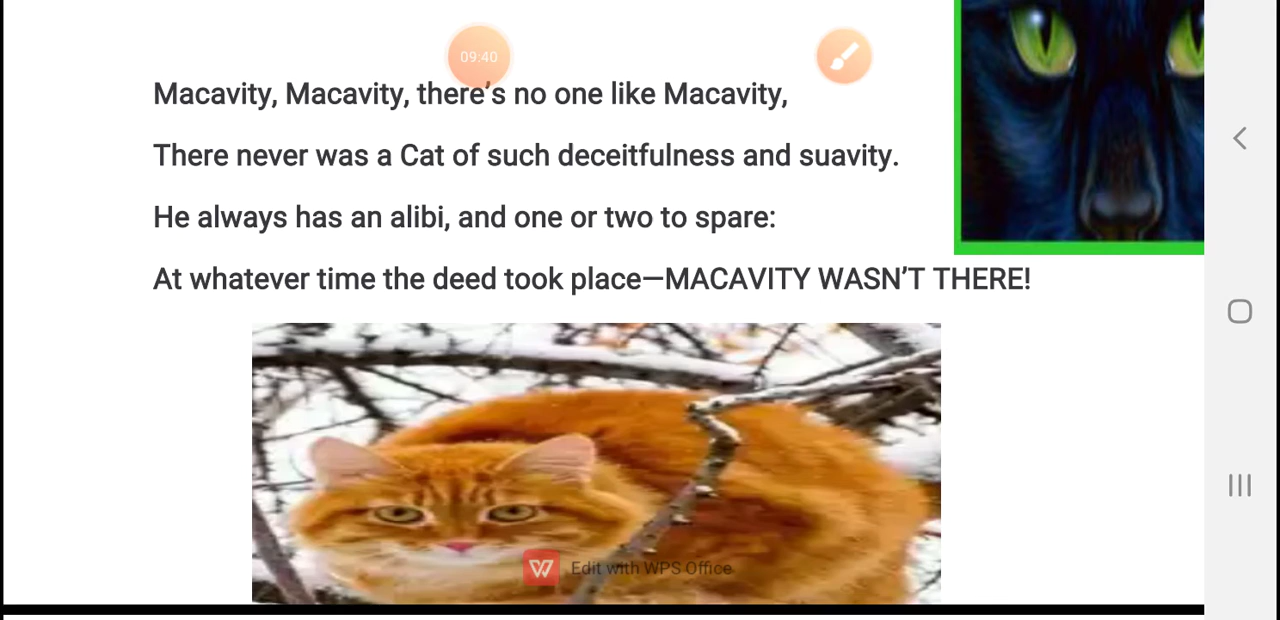 09:40
Macavity, Macavity, there's no one like Macavity,
There never was a Cat of such deceitfulness and suavity.
He always has an alibi, and one or two to spare:
At whatever time the deed took place—MACAVITY WASN'T THERE!
Edit with WPS Office